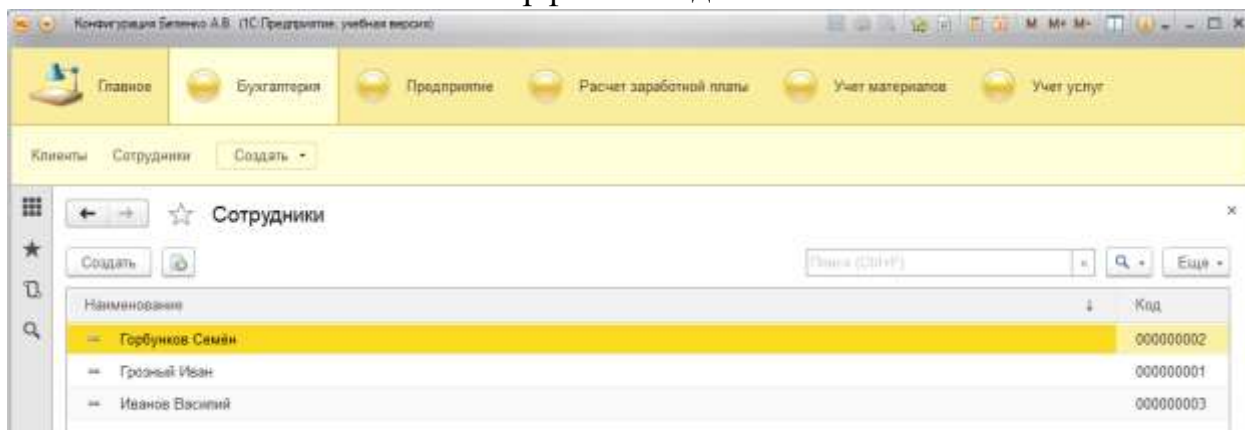 Конфигурация Беленко А.В. (1С:Предприятие, учебная версия) M M+ M-
Главное Бухгалтерия Предприятие Расчет заработной платы Учет материалов Учет услуг
Клиенты Сотрудники Создать
Сотрудники
Создать Поиск (Ctrl+F) Еще
Наименование Код
Горбунков Семён 000000002
Грозный Иван 000000001
Иванов Василий 000000003